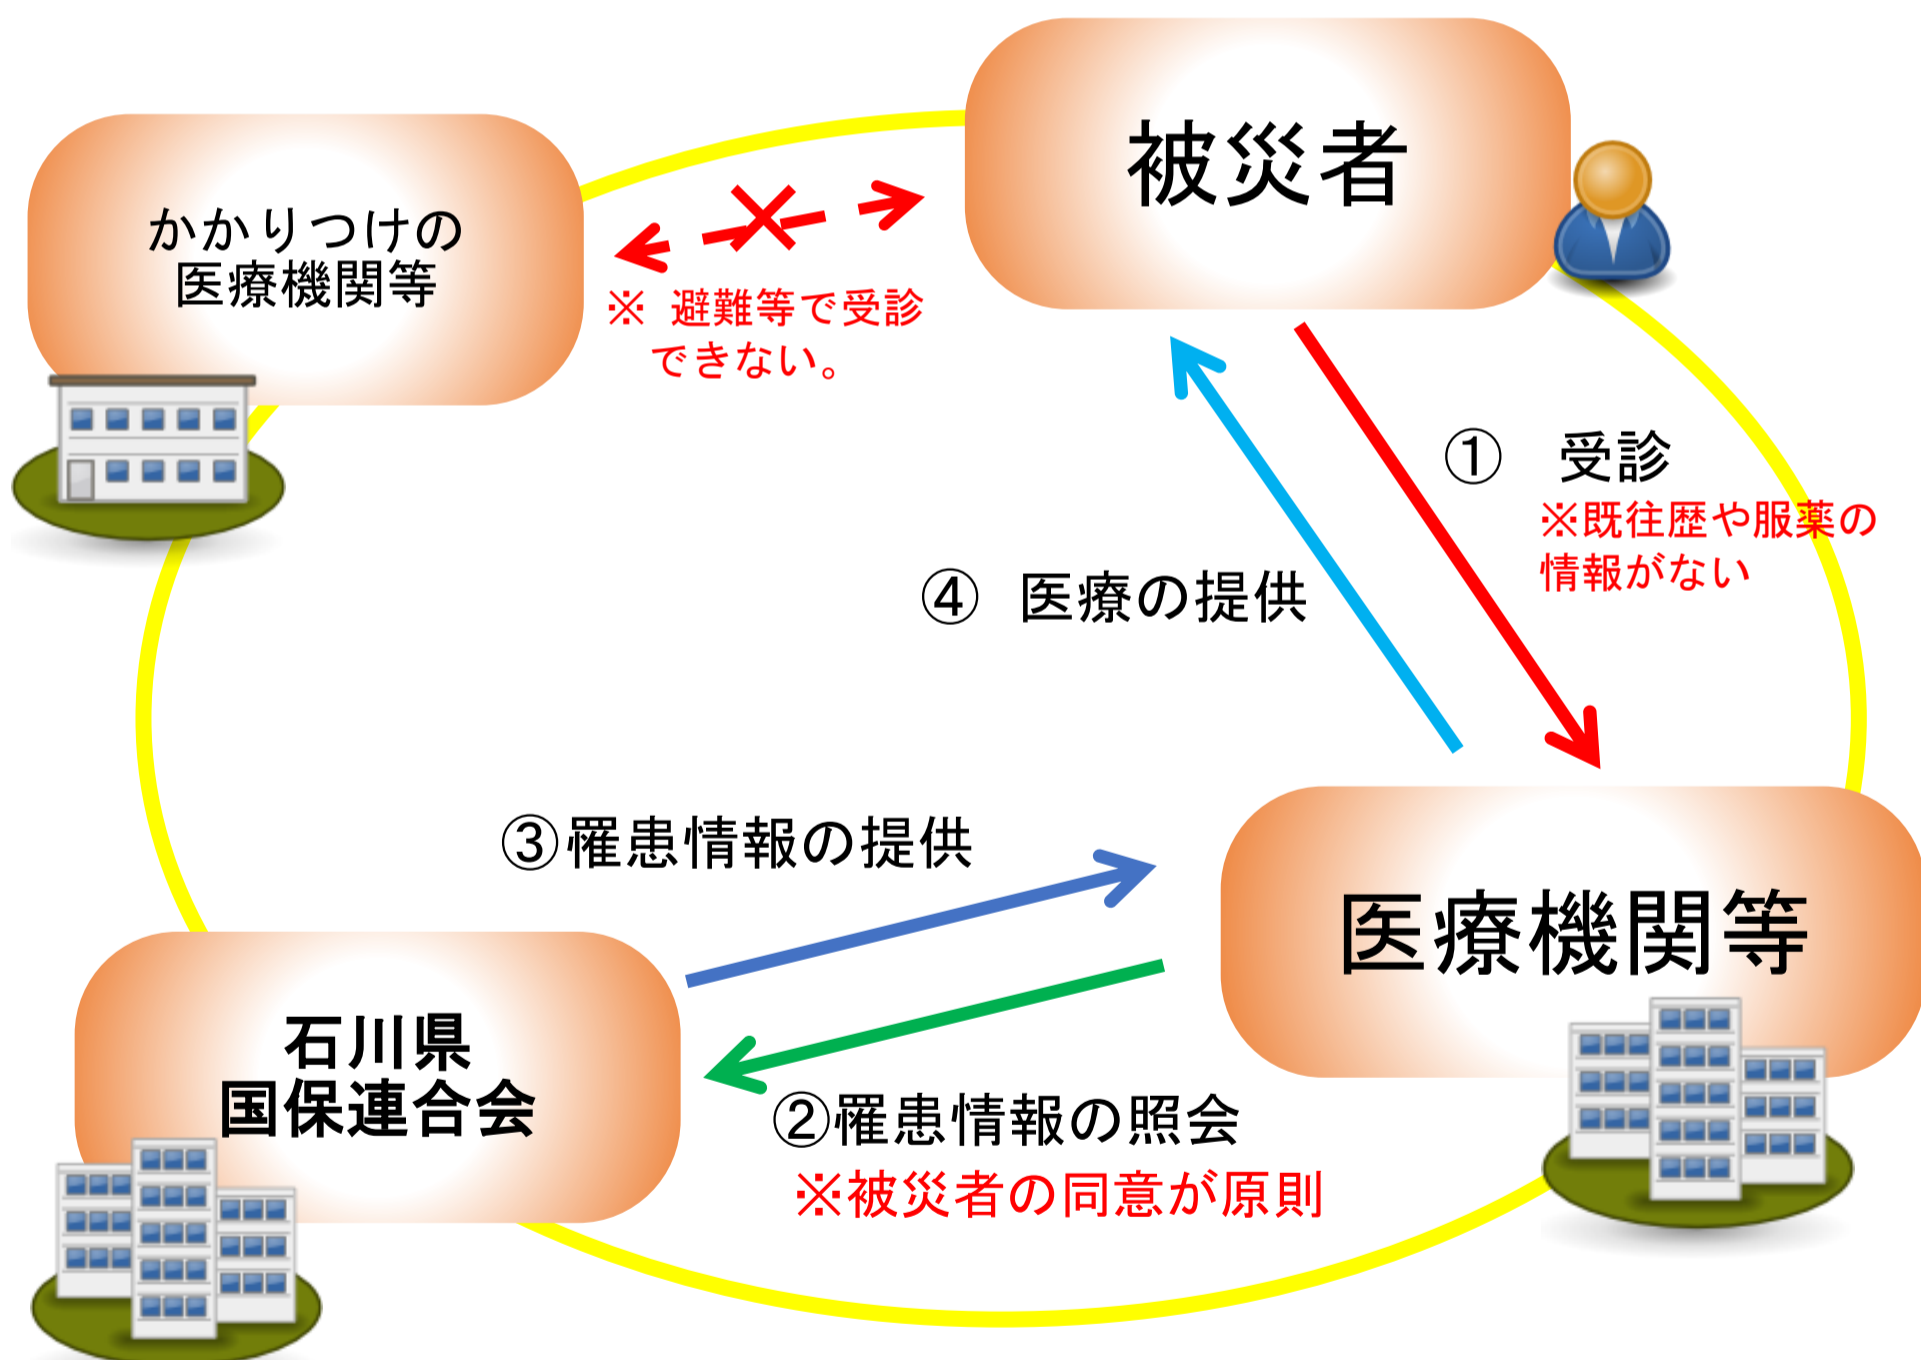 被災者
かかりつけの
医療機関等
※ 避難等で受診
できない。
① 受診
※既往歴や服薬の
情報がない
④ 医療の提供
③罹患情報の提供
医療機関等
石川県
国保連合会
②罹患情報の照会
※被災者の同意が原則